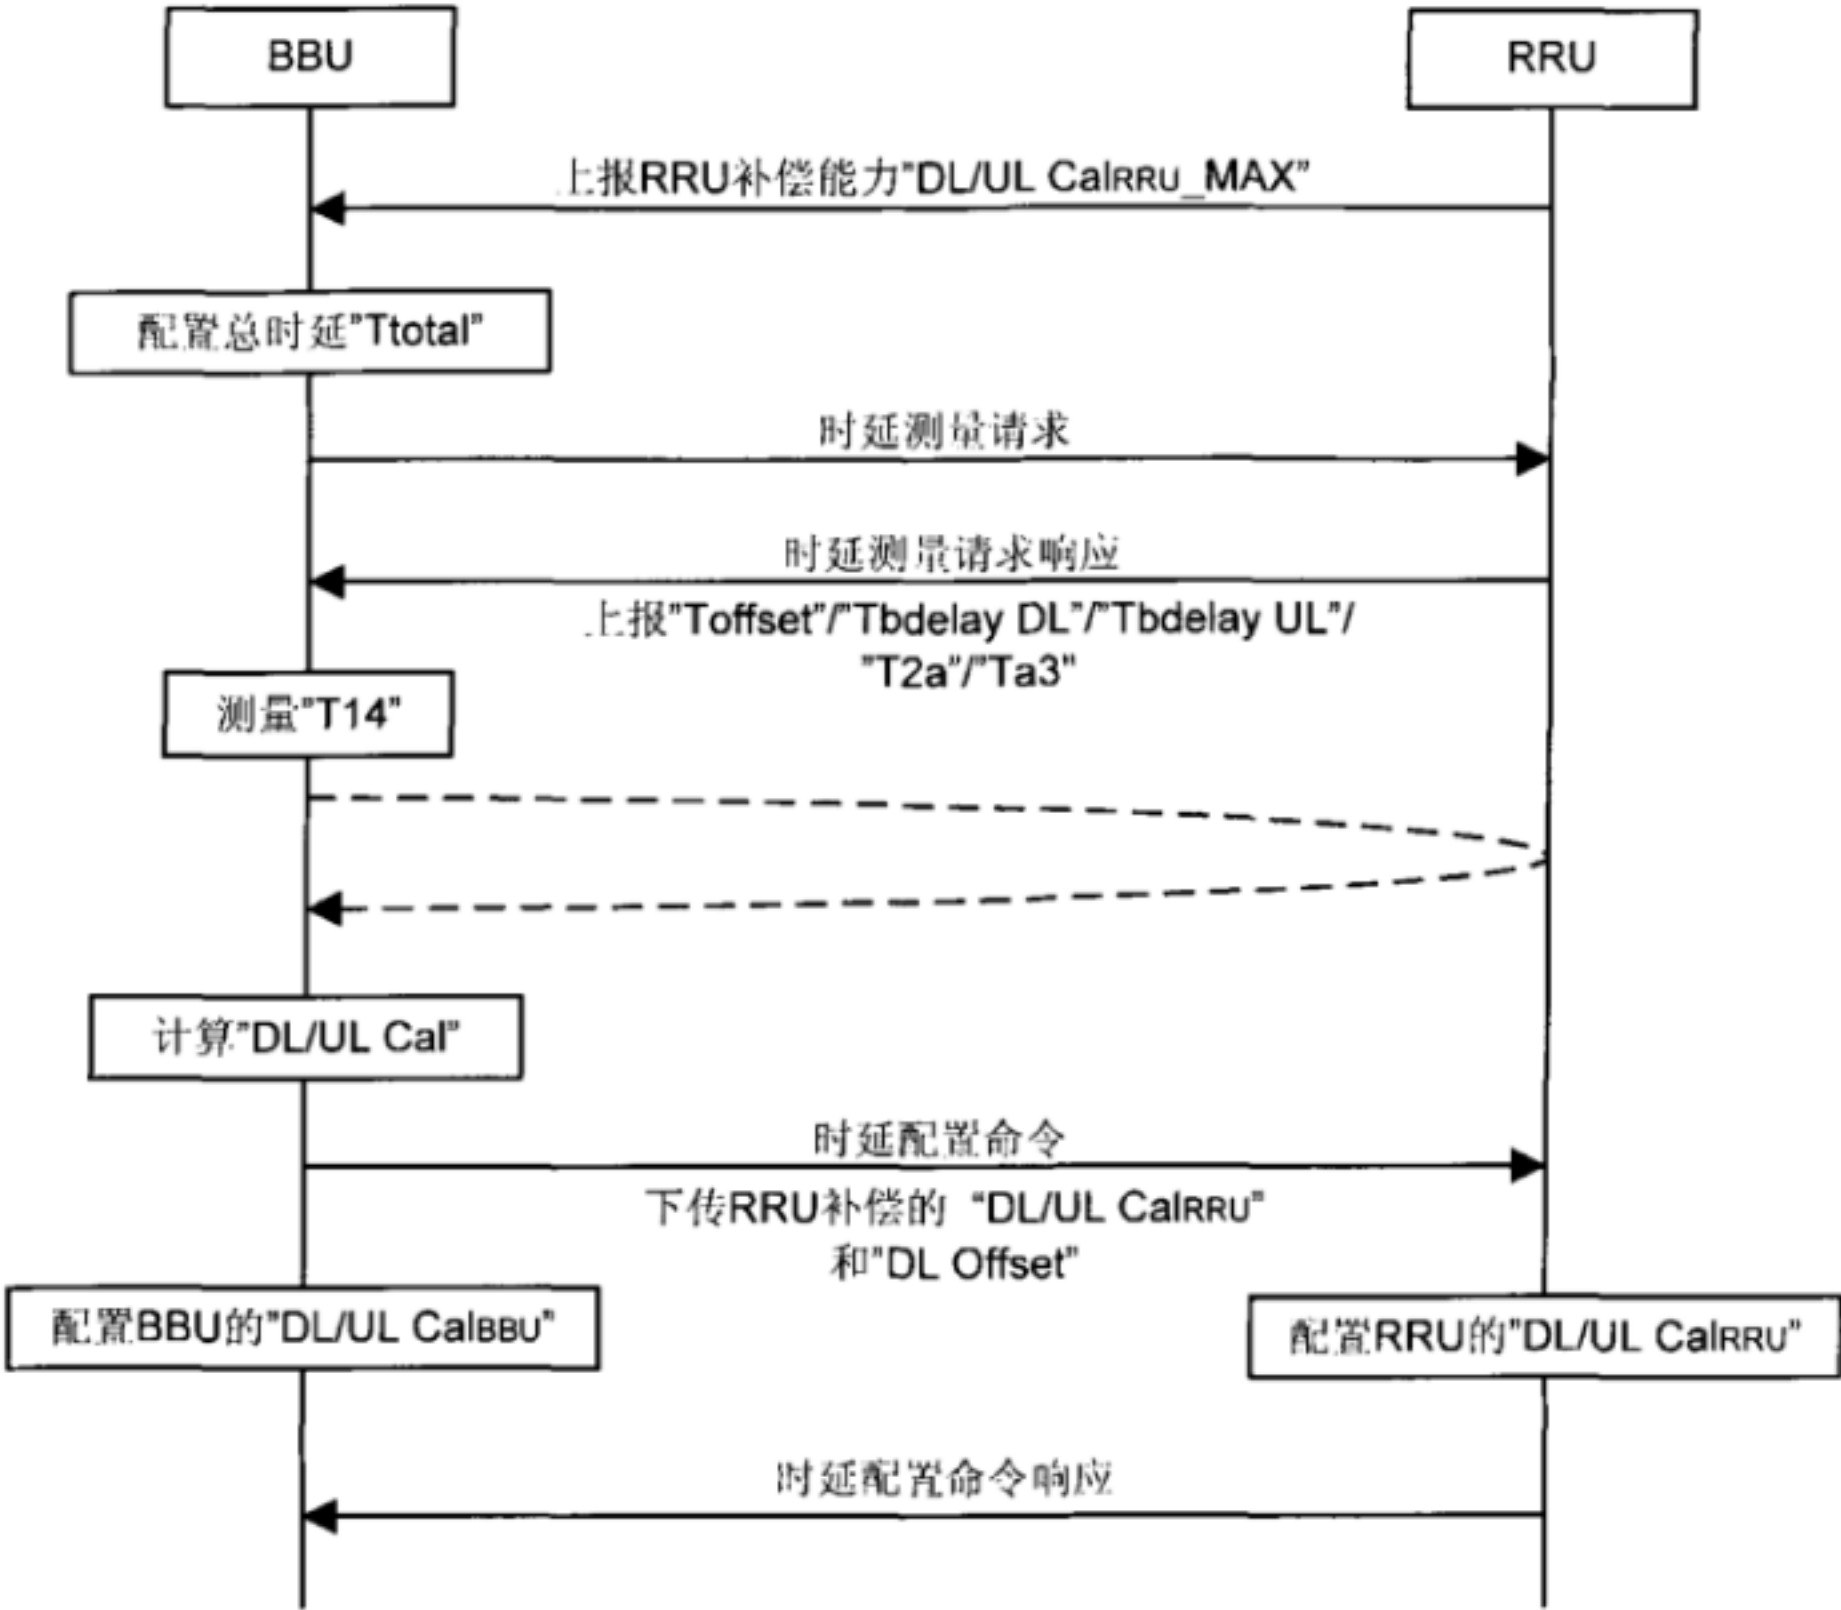 BBU
RRU
上报RRU补偿能力"DL/UL CalRRU_MAX"
配置总时延"Ttotal"
时延测量请求
时延测量请求响应
上报"Toffset"/"Tbdelay DL"/"Tbdelay UL"/
"T2a"/"Ta3"
测量"T14"
计算"DL/UL Cal"
时延配置命令
下传RRU补偿的 “DL/UL CalRRU"
和"DL Offset"
配置BBU的"DL/UL CalBBU"
配置RRU的"DL/UL CalRRU"
时延配置命令响应